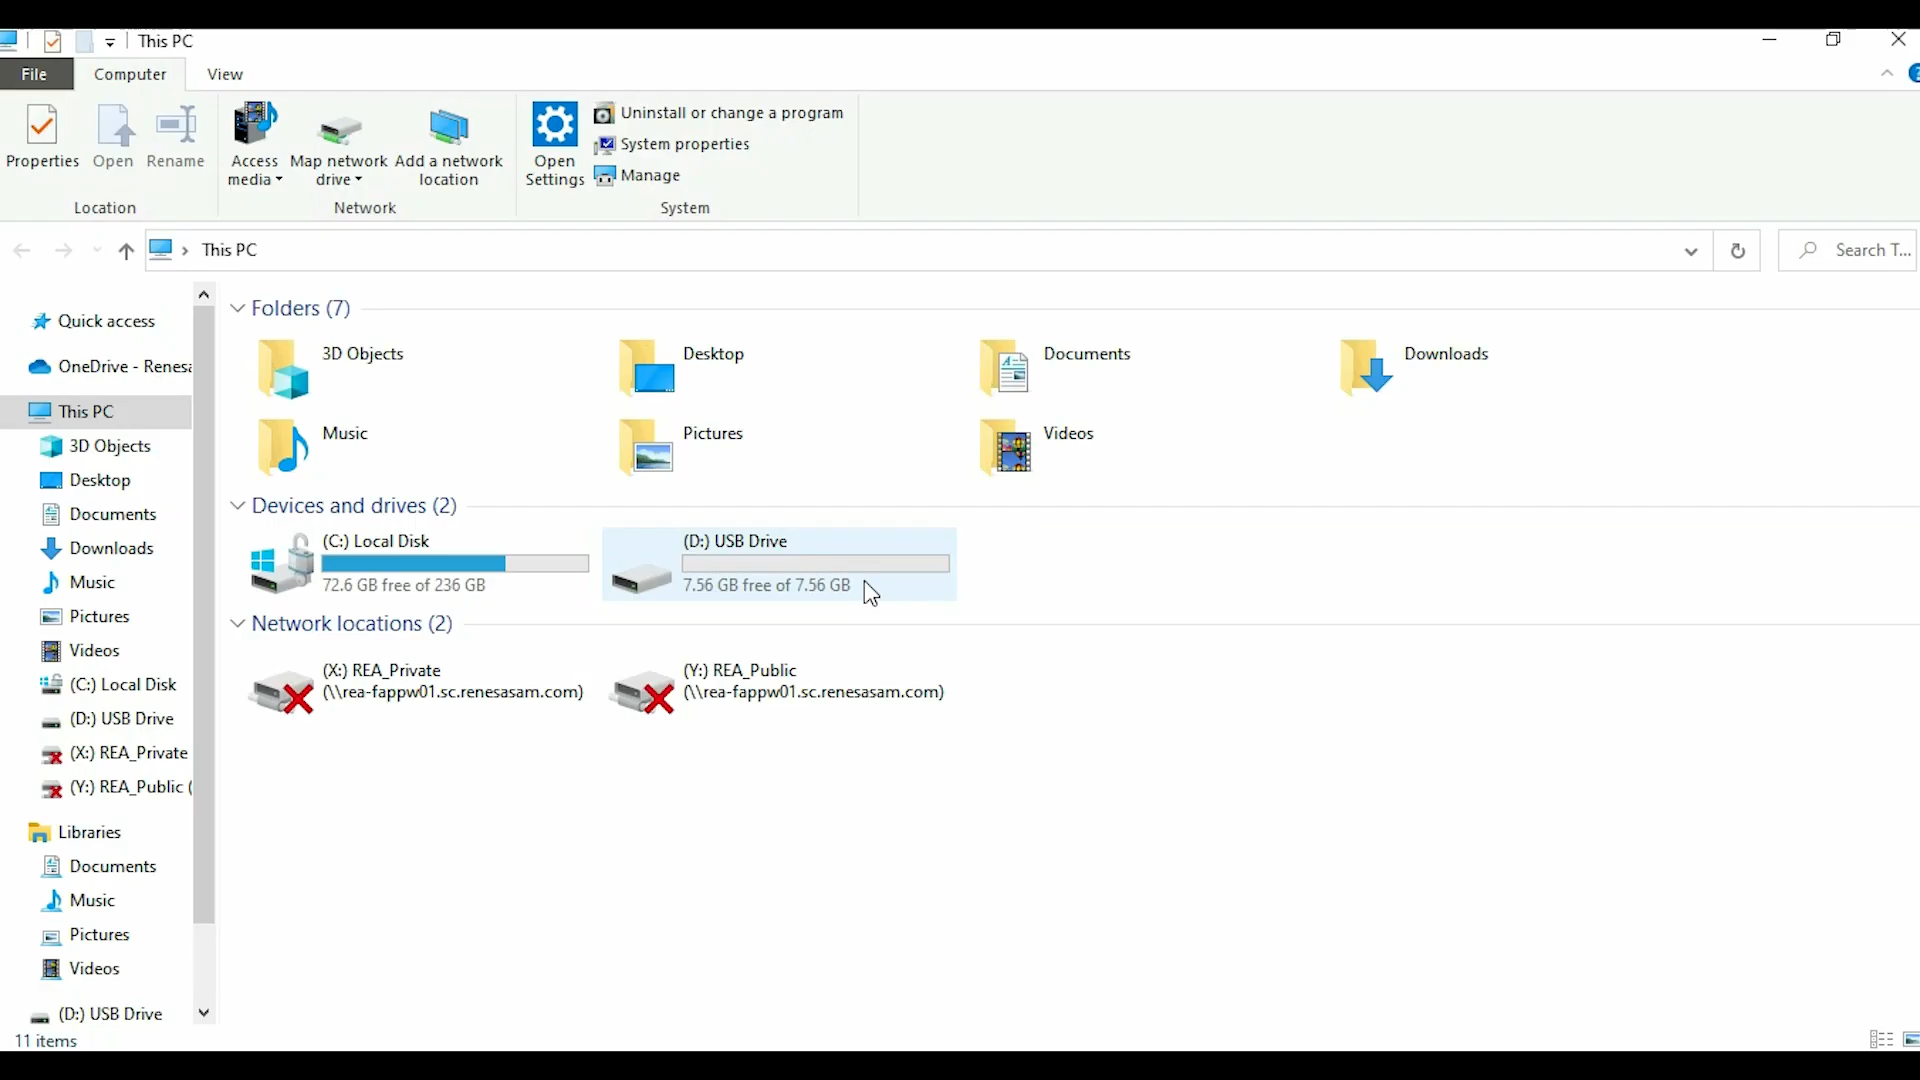 This PC
File
Computer
View
Properties
Open
Rename
Access media
Map network drive
Add a network location
Open Settings
Uninstall or change a program
System properties
Manage
Location
Network
System
This PC
Search T...
Quick access
OneDrive - Renesa
This PC
3D Objects
Desktop
Documents
Downloads
Music
Pictures
Videos
(C:) Local Disk
(D:) USB Drive
(X:) REA_Private
(Y:) REA_Public (
Libraries
Documents
Music
Pictures
Videos
(D:) USB Drive
Folders (7)
3D Objects
Desktop
Documents
Downloads
Music
Pictures
Videos
Devices and drives (2)
(C:) Local Disk
72.6 GB free of 236 GB
(D:) USB Drive
7.56 GB free of 7.56 GB
Network locations (2)
(X:) REA_Private
(\\rea-fappw01.sc.renesasam.com)
(Y:) REA_Public
(\\rea-fappw01.sc.renesasam.com)
11 items